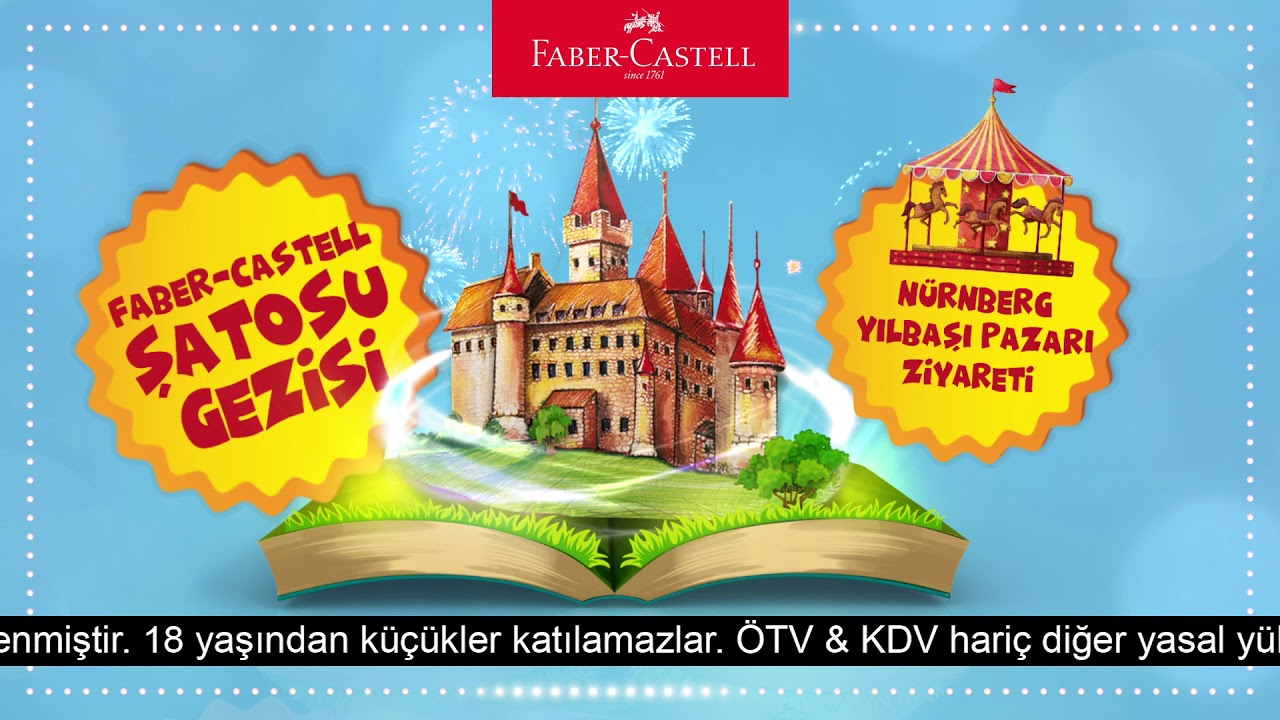 FABER-CASTELL
since 1761
FABER-CASTELL
ŞATOSU
GEZİSİ
NÜRNBERG
YILBAŞI PAZARI
ZİYARETİ
enmiştir. 18 yaşından küçükler katılamazlar. ÖTV & KDV hariç diğer yasal yük